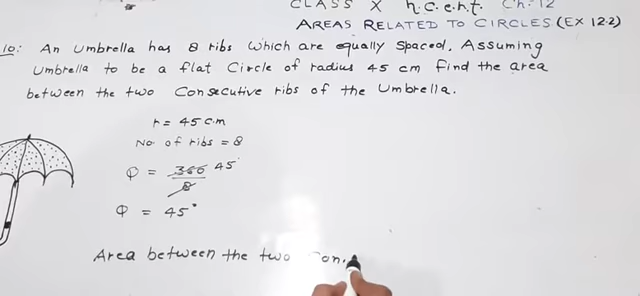 CLASS X n.c.e.r.t. Ch. 12
AREAS RELATED TO CIRCLES (EX 12.2)
10: An Umbrella has 8 ribs which are equally Spaced, Assuming
Umbrella to be a flat Circle of radius 45 cm find the area
between the two Consecutive ribs of the Umbrella.
r = 45 cm
No of ribs = 8
Φ = 360/8 45°
Φ = 45°
Area between the two Con